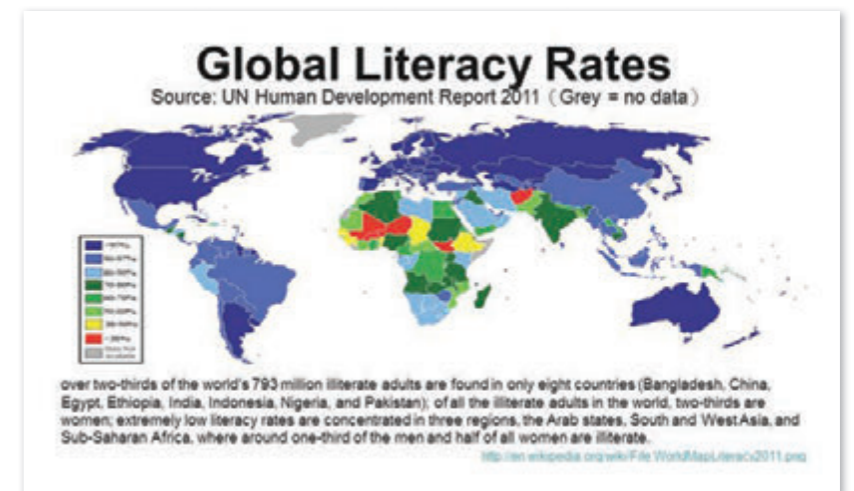 Global Literacy Rates
Source: UN Human Development Report 2011 (Grey = no data)
over two-thirds of the world's 793 million illiterate adults are found in only eight countries (Bangladesh, China,
Egypt, Ethiopia, India, Indonesia, Nigeria, and Pakistan); of all the illiterate adults in the world, two-thirds are
women; extremely low literacy rates are concentrated in three regions, the Arab states, South and West Asia, and
Sub-Saharan Africa, where around one-third of the men and half of all women are illiterate.
http://en.wikipedia.org/wiki/File:WorldMapLiteracy2011.png